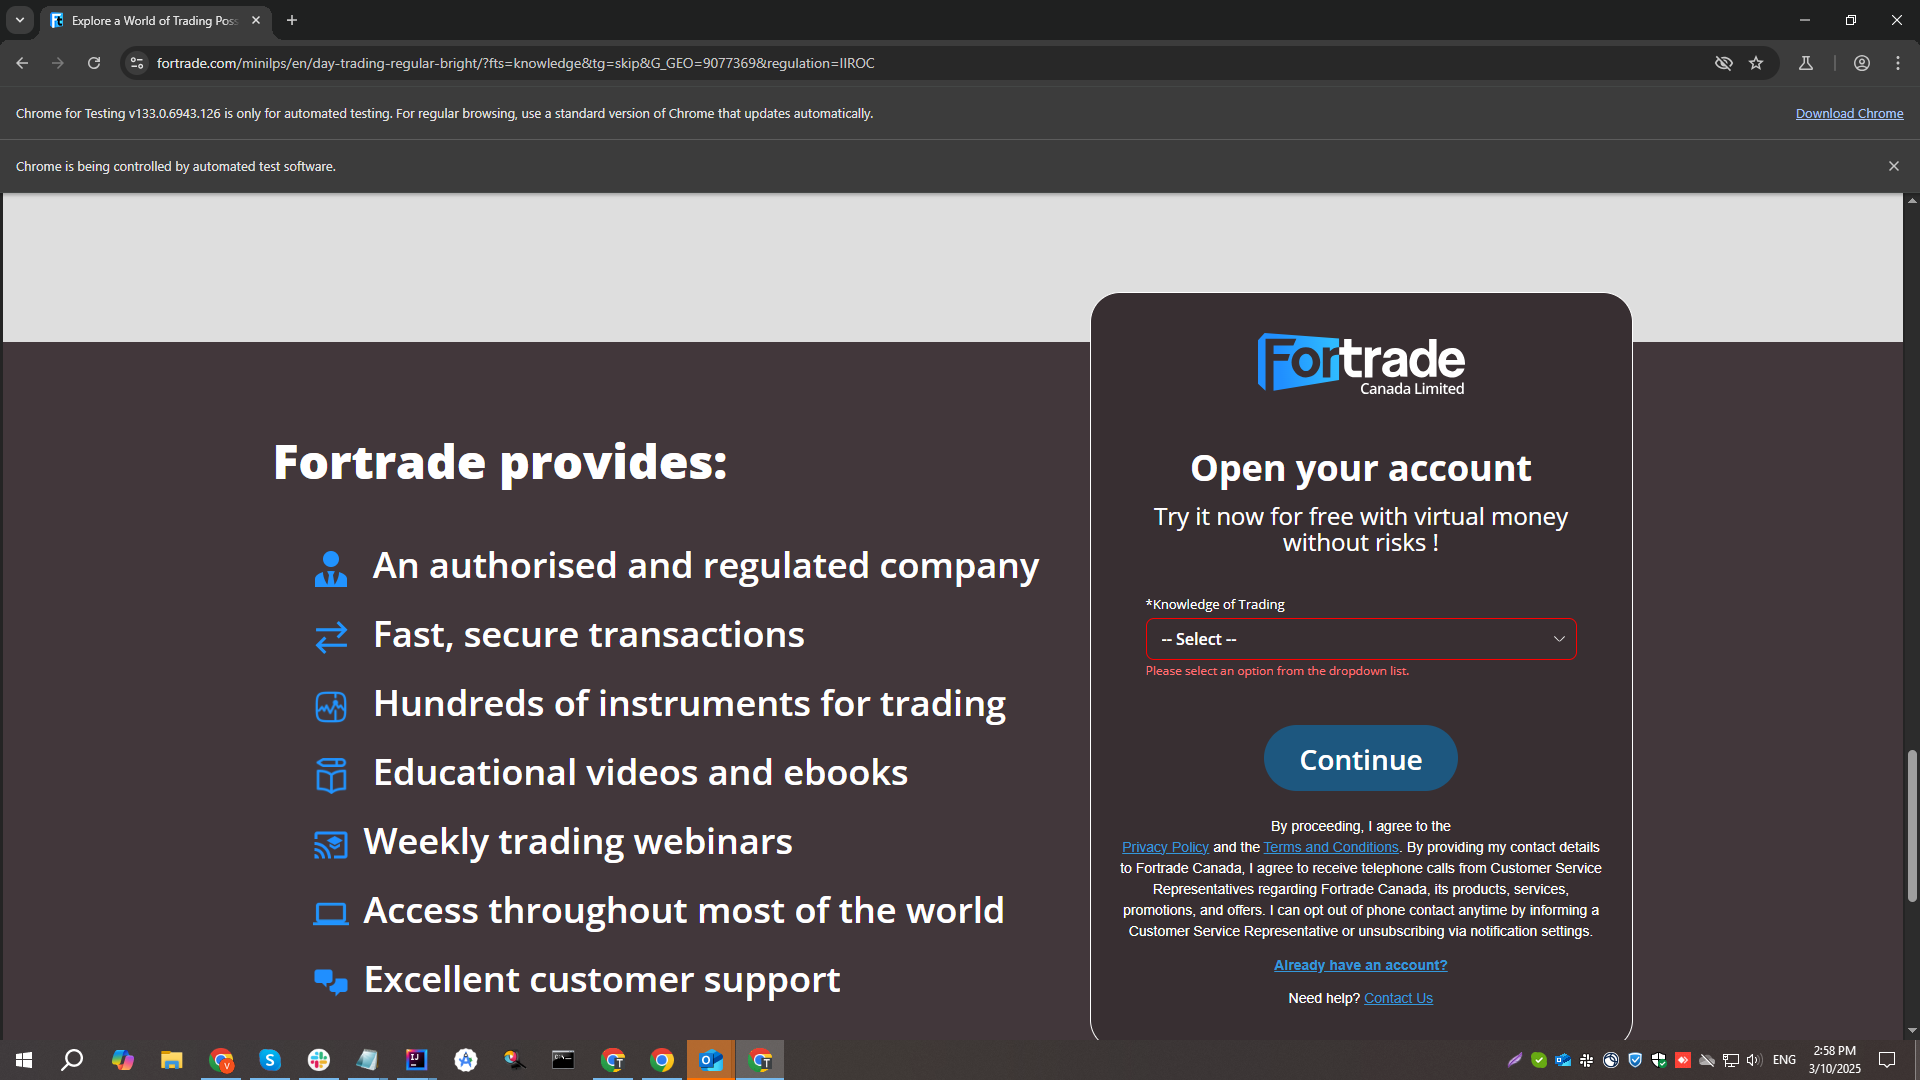 Explore a World of Trading Pos
fortrade.com/minilps/en/day-trading-regular-bright/?fts=knowledge&tg=skip&G_GEO=9077369&regulation=IIROC
Chrome for Testing v133.0.6943.126 is only for automated testing. For regular browsing, use a standard version of Chrome that updates automatically.
Download Chrome
Chrome is being controlled by automated test software.
Fortrade
Canada Limited
Fortrade provides:
An authorised and regulated company
Fast, secure transactions
Hundreds of instruments for trading
Educational videos and ebooks
Weekly trading webinars
Access throughout most of the world
Excellent customer support
Open your account
Try it now for free with virtual money
without risks !
*Knowledge of Trading
-- Select --
Please select an option from the dropdown list.
Continue
By proceeding, I agree to the
Privacy Policy and the Terms and Conditions. By providing my contact details
to Fortrade Canada, I agree to receive telephone calls from Customer Service
Representatives regarding Fortrade Canada, its products, services,
promotions, and offers. I can opt out of phone contact anytime by informing a
Customer Service Representative or unsubscribing via notification settings.
Already have an account?
Need help? Contact Us
ENG
2:58 PM
3/10/2025